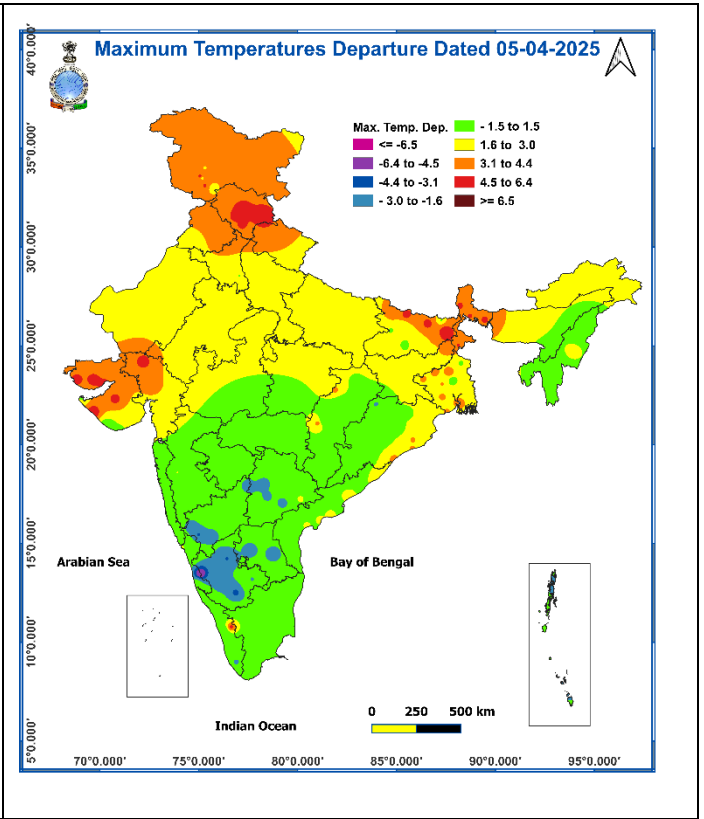 Maximum Temperatures Departure Dated 05-04-2025
Max. Temp. Dep.
<= -6.5
-6.4 to -4.5
-4.4 to -3.1
- 3.0 to -1.6
- 1.5 to 1.5
1.6 to 3.0
3.1 to 4.4
4.5 to 6.4
>= 6.5
40°0.000'
35°0.000'
30°0.000'
25°0.000'
20°0.000'
15°0.000'
10°0.000'
5°0.000'
Arabian Sea
Bay of Bengal
Indian Ocean
0 250 500 km
70°0.000' 75°0.000' 80°0.000' 85°0.000' 90°0.000' 95°0.000'